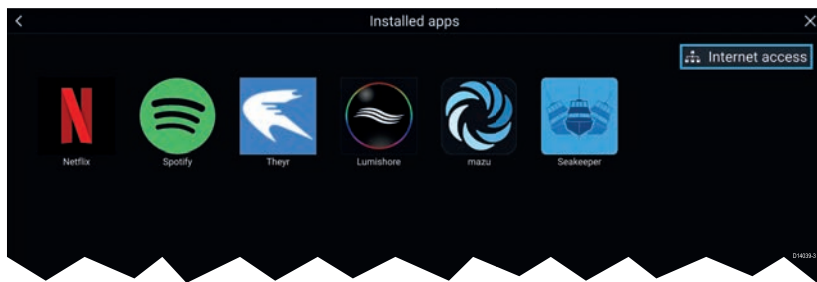 Installed apps
Internet access
Netflix
Spotify
Theyr
Lumishore
mazu
Seakeeper
D14039-3